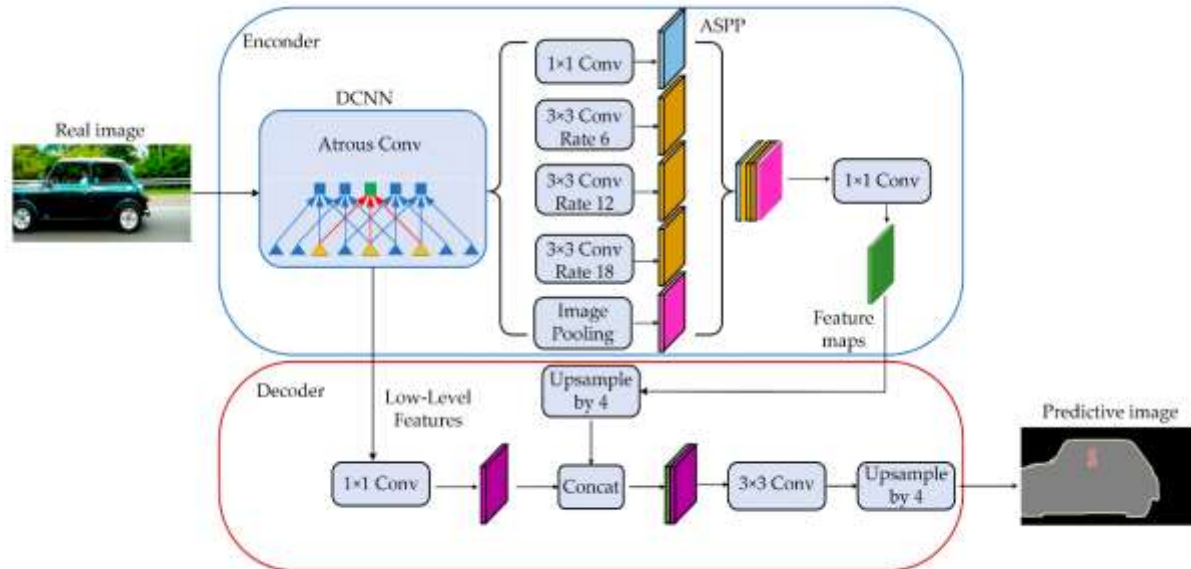 Enconder
ASPP
1×1 Conv
DCNN
Real image
Atrous Conv
3×3 Conv
Rate 6
3×3 Conv
Rate 12
1×1 Conv
3×3 Conv
Rate 18
Image
Pooling
Feature
maps
Decoder
Low-Level
Features
Upsample
by 4
Predictive image
1×1 Conv
Concat
3×3 Conv
Upsample
by 4